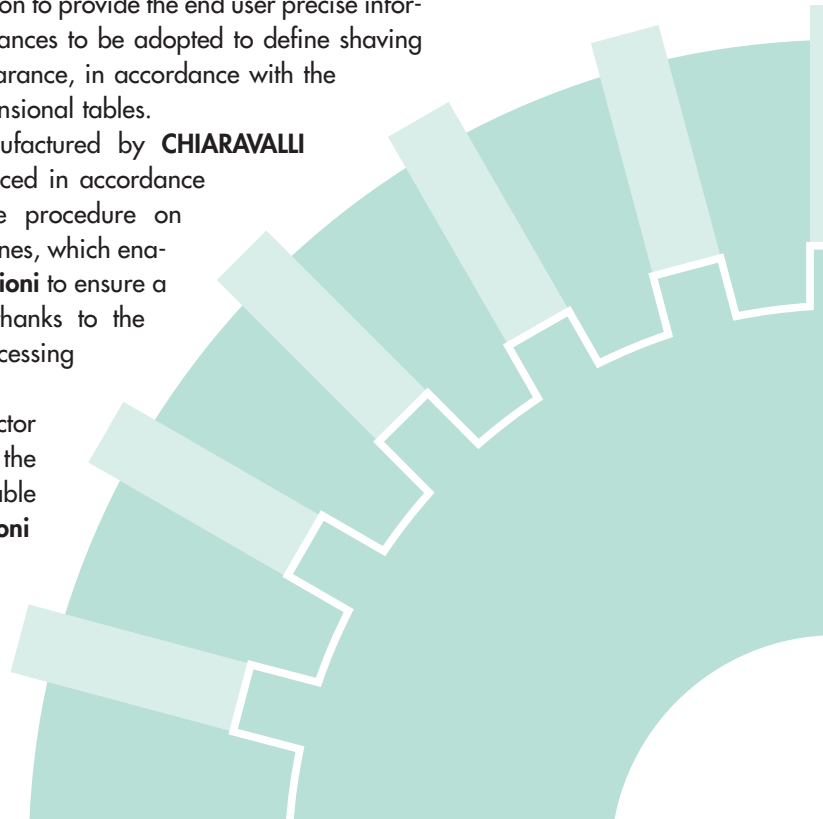 on to provide the end user precise infor-
ances to be adopted to define shaving
arance, in accordance with the
nsional tables.
ufactured by CHIARAVALLI
ced in accordance
e procedure on
nes, which ena-
ioni to ensure a
hanks to the
cessing
ctor
the
ble
oni